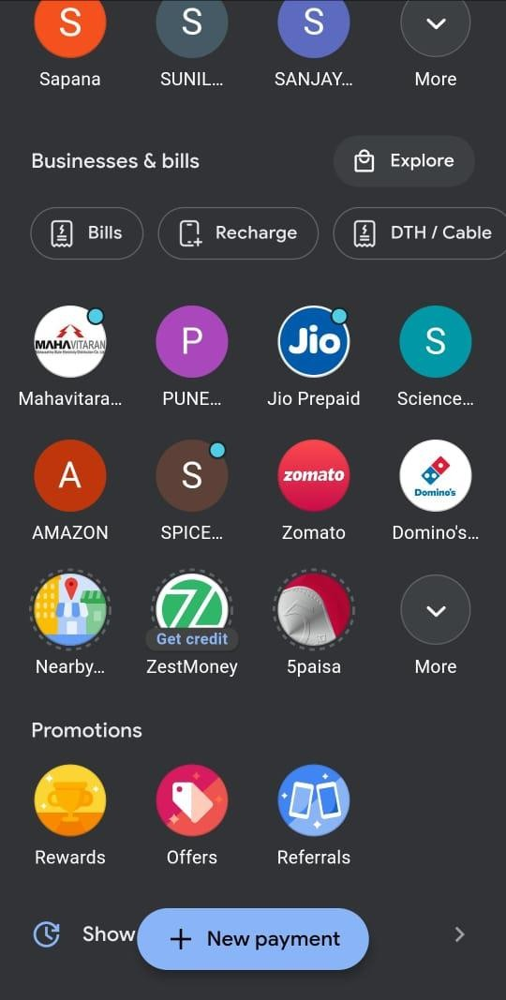 S
S
S
Sapana
SUNIL...
SANJAY...
More
Businesses & bills
Explore
Bills
Recharge
DTH / Cable
MAHAVITARAN
P
Jio
S
Mahavitara...
PUNE...
Jio Prepaid
Science...
A
S
zomato
Domino's
AMAZON
SPICE...
Zomato
Domino's...
Get credit
Nearby...
ZestMoney
5paisa
More
Promotions
Rewards
Offers
Referrals
Show
+ New payment